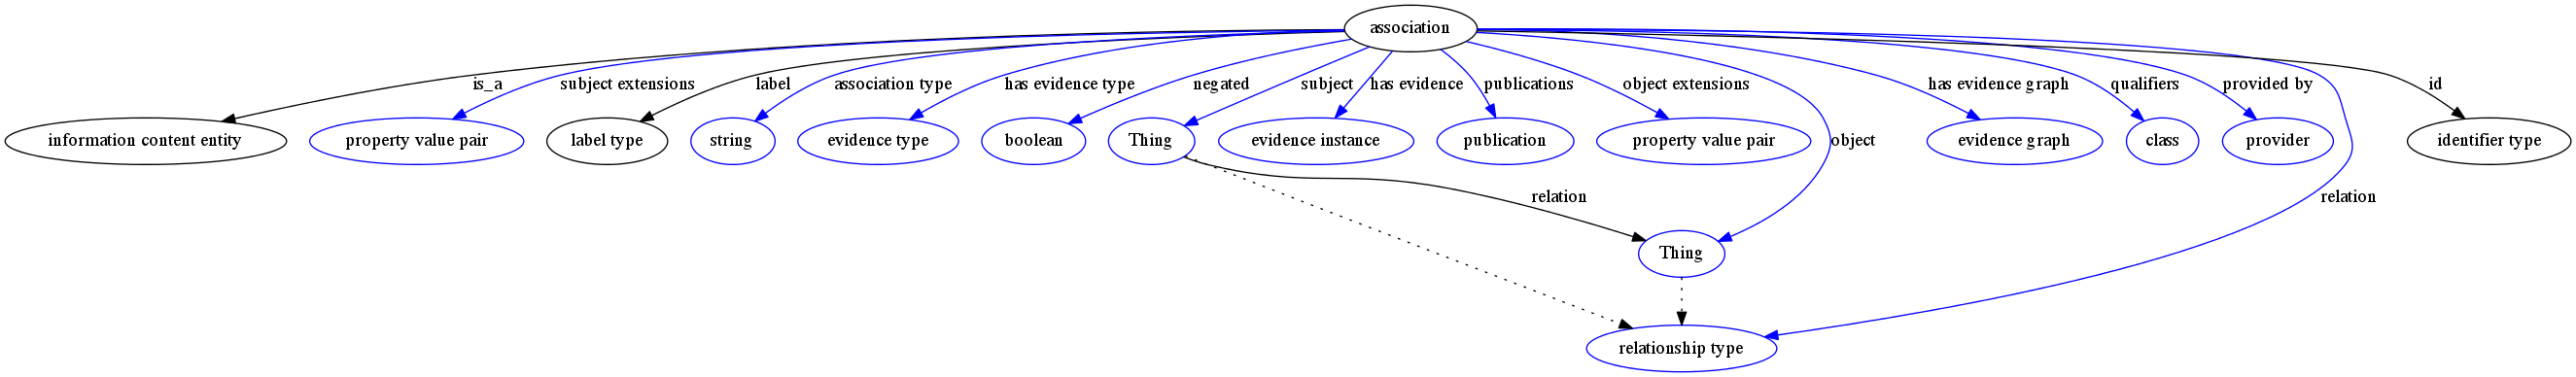 association
is_a
subject extensions
label
association type
has evidence type
negated
subject
has evidence
publications
object extensions
has evidence graph
qualifiers
provided by
id
information content entity
property value pair
label type
string
evidence type
boolean
Thing
evidence instance
publication
property value pair
object
evidence graph
class
provider
identifier type
relation
relation
Thing
relationship type